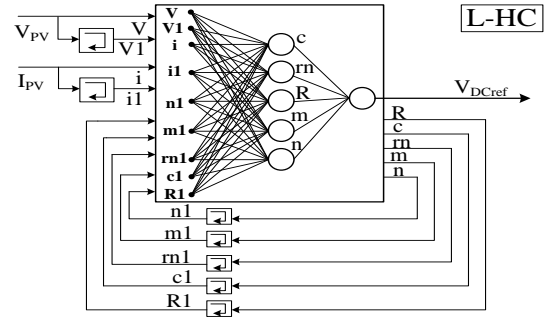 L-HC
V_PV
V
V1
I_PV
i
i1
V
V1
i
i1
n1
m1
rn1
c1
R1
c
rn
R
m
n
V_DCref
R
c
rn
m
n
n1
m1
rn1
c1
R1